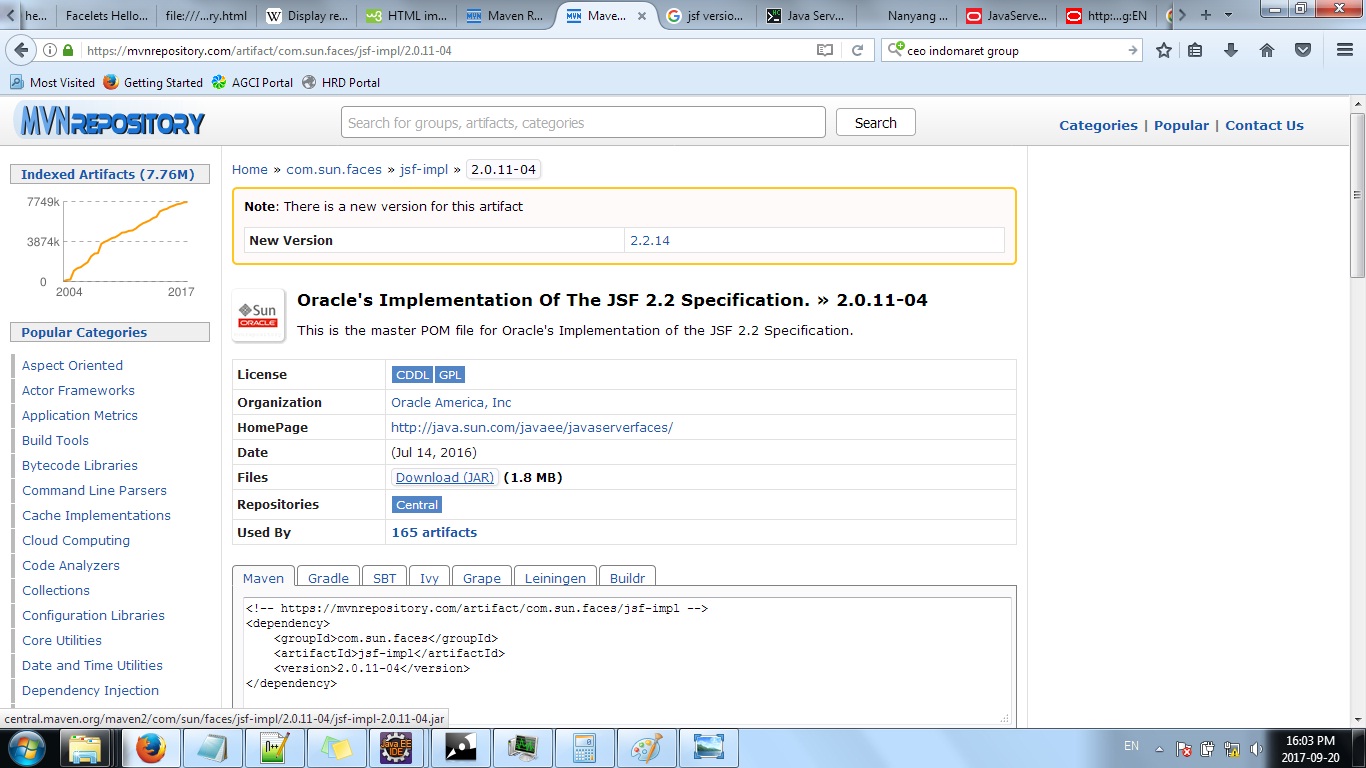 he...
Facelets Hello...
file:///...ry.html
Display re...
HTML im...
Maven R...
Mave...
jsf versio...
Java Serv...
Nanyang ...
JavaServe...
http:...g:EN
https://mvnrepository.com/artifact/com.sun.faces/jsf-impl/2.0.11-04
ceo indomaret group
Most Visited
Getting Started
AGCI Portal
HRD Portal
MVNREPOSITORY
Search for groups, artifacts, categories
Search
Categories | Popular | Contact Us
Indexed Artifacts (7.76M)
7749k
3874k
0
2004
2017
Popular Categories
Aspect Oriented
Actor Frameworks
Application Metrics
Build Tools
Bytecode Libraries
Command Line Parsers
Cache Implementations
Cloud Computing
Code Analyzers
Collections
Configuration Libraries
Core Utilities
Date and Time Utilities
Dependency Injection
Home » com.sun.faces » jsf-impl » 2.0.11-04
Note: There is a new version for this artifact
New Version 2.2.14
Sun
ORACLE
Oracle's Implementation Of The JSF 2.2 Specification. » 2.0.11-04
This is the master POM file for Oracle's Implementation of the JSF 2.2 Specification.
License CDDL GPL
Organization Oracle America, Inc
HomePage http://java.sun.com/javaee/javaserverfaces/
Date (Jul 14, 2016)
Files Download (JAR) (1.8 MB)
Repositories Central
Used By 165 artifacts
Maven Gradle SBT Ivy Grape Leiningen Buildr
<!-- https://mvnrepository.com/artifact/com.sun.faces/jsf-impl -->
<dependency>
<groupId>com.sun.faces</groupId>
<artifactId>jsf-impl</artifactId>
<version>2.0.11-04</version>
</dependency>
central.maven.org/maven2/com/sun/faces/jsf-impl/2.0.11-04/jsf-impl-2.0.11-04.jar
Java EE
IDE
EN
16:03 PM
2017-09-20